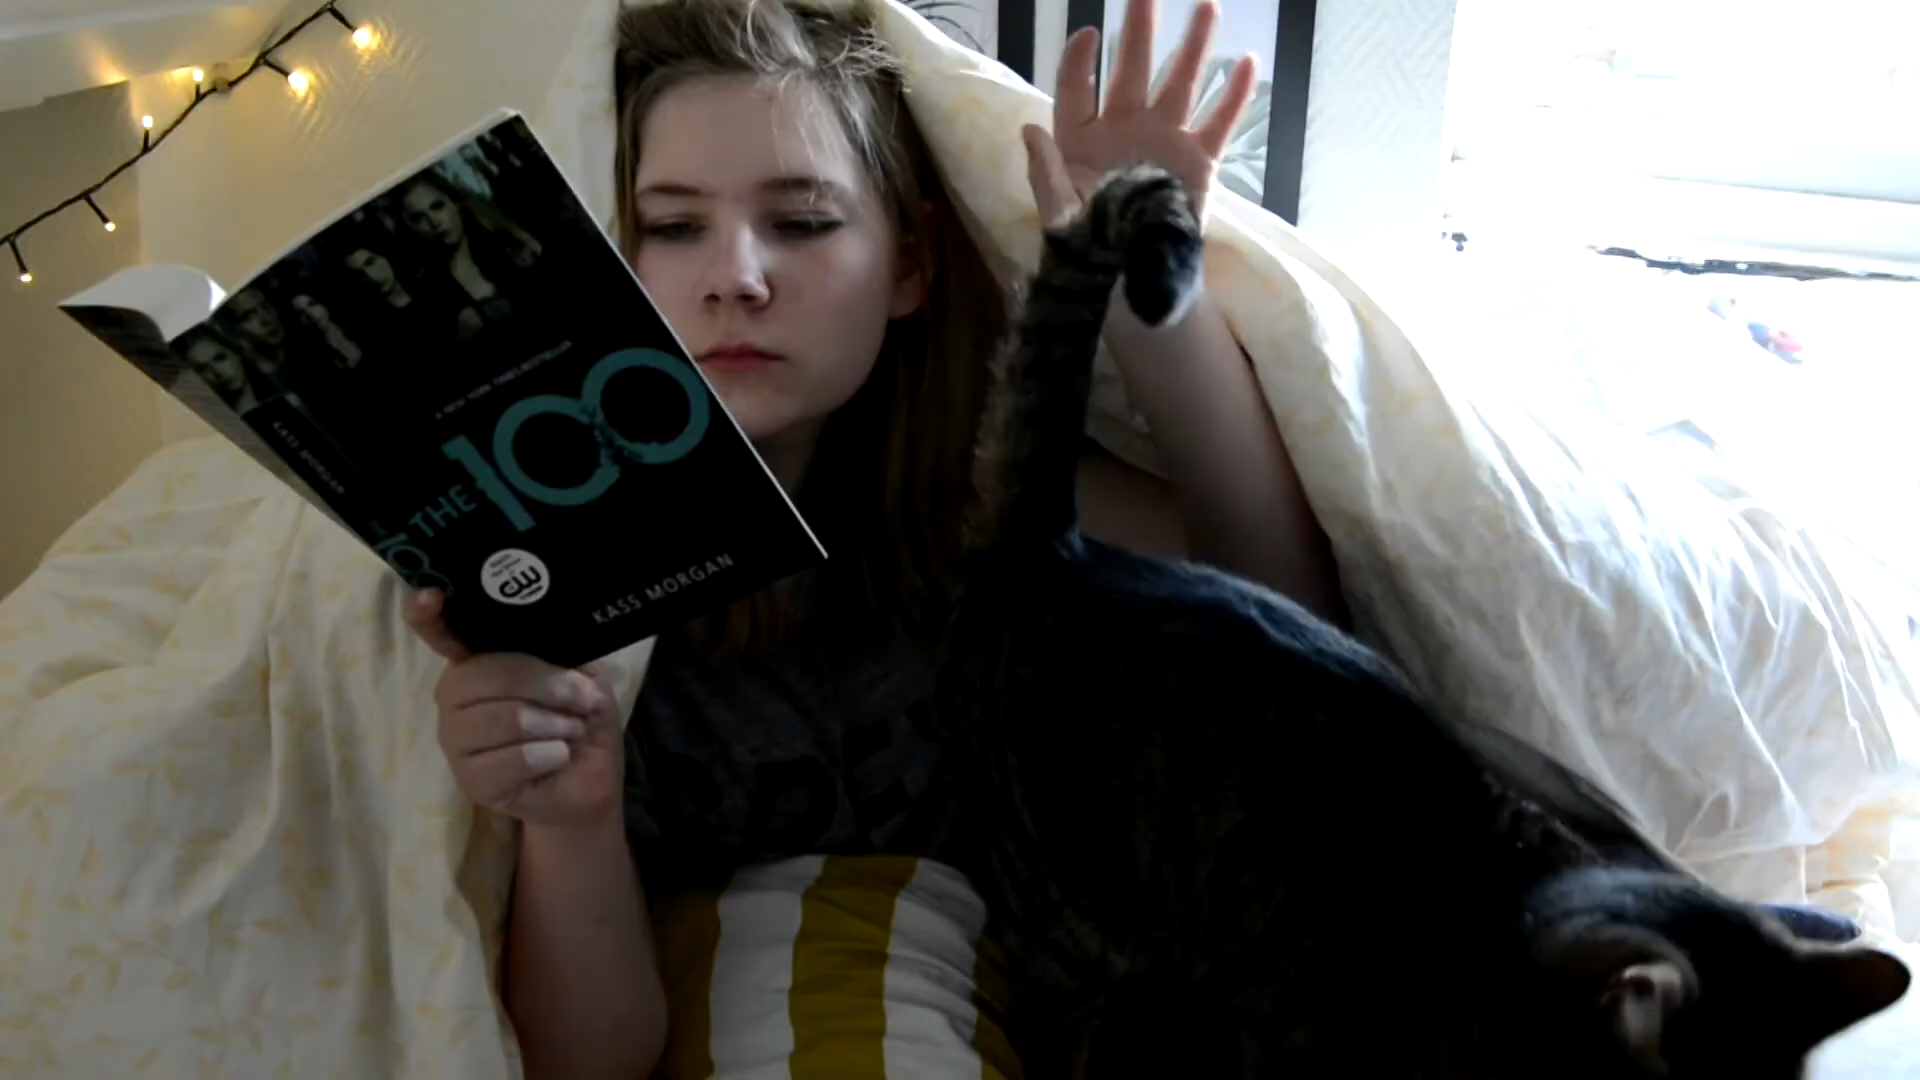 A NEW YORK TIMES BESTSELLER
THE 100
KASS MORGAN
CW
KASS MORGAN